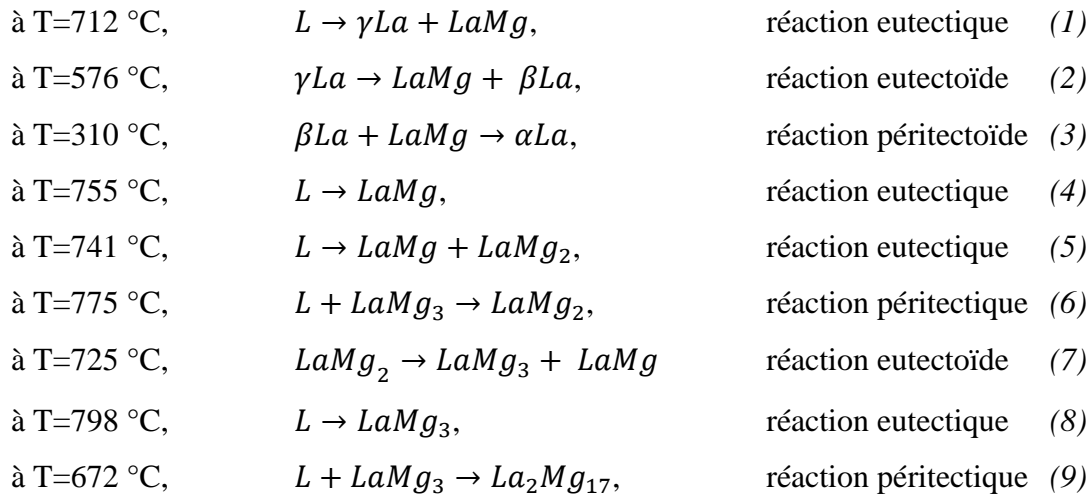 à T=712 °C, L → γLa + LaMg, réaction eutectique (1)
à T=576 °C, γLa → LaMg + βLa, réaction eutectoïde (2)
à T=310 °C, βLa + LaMg → αLa, réaction péritectoïde (3)
à T=755 °C, L → LaMg, réaction eutectique (4)
à T=741 °C, L → LaMg + LaMg₂, réaction eutectique (5)
à T=775 °C, L + LaMg₃ → LaMg₂, réaction péritectique (6)
à T=725 °C, LaMg₂ → LaMg₃ + LaMg réaction eutectoïde (7)
à T=798 °C, L → LaMg₃, réaction eutectique (8)
à T=672 °C, L + LaMg₃ → La₂Mg₁₇, réaction péritectique (9)